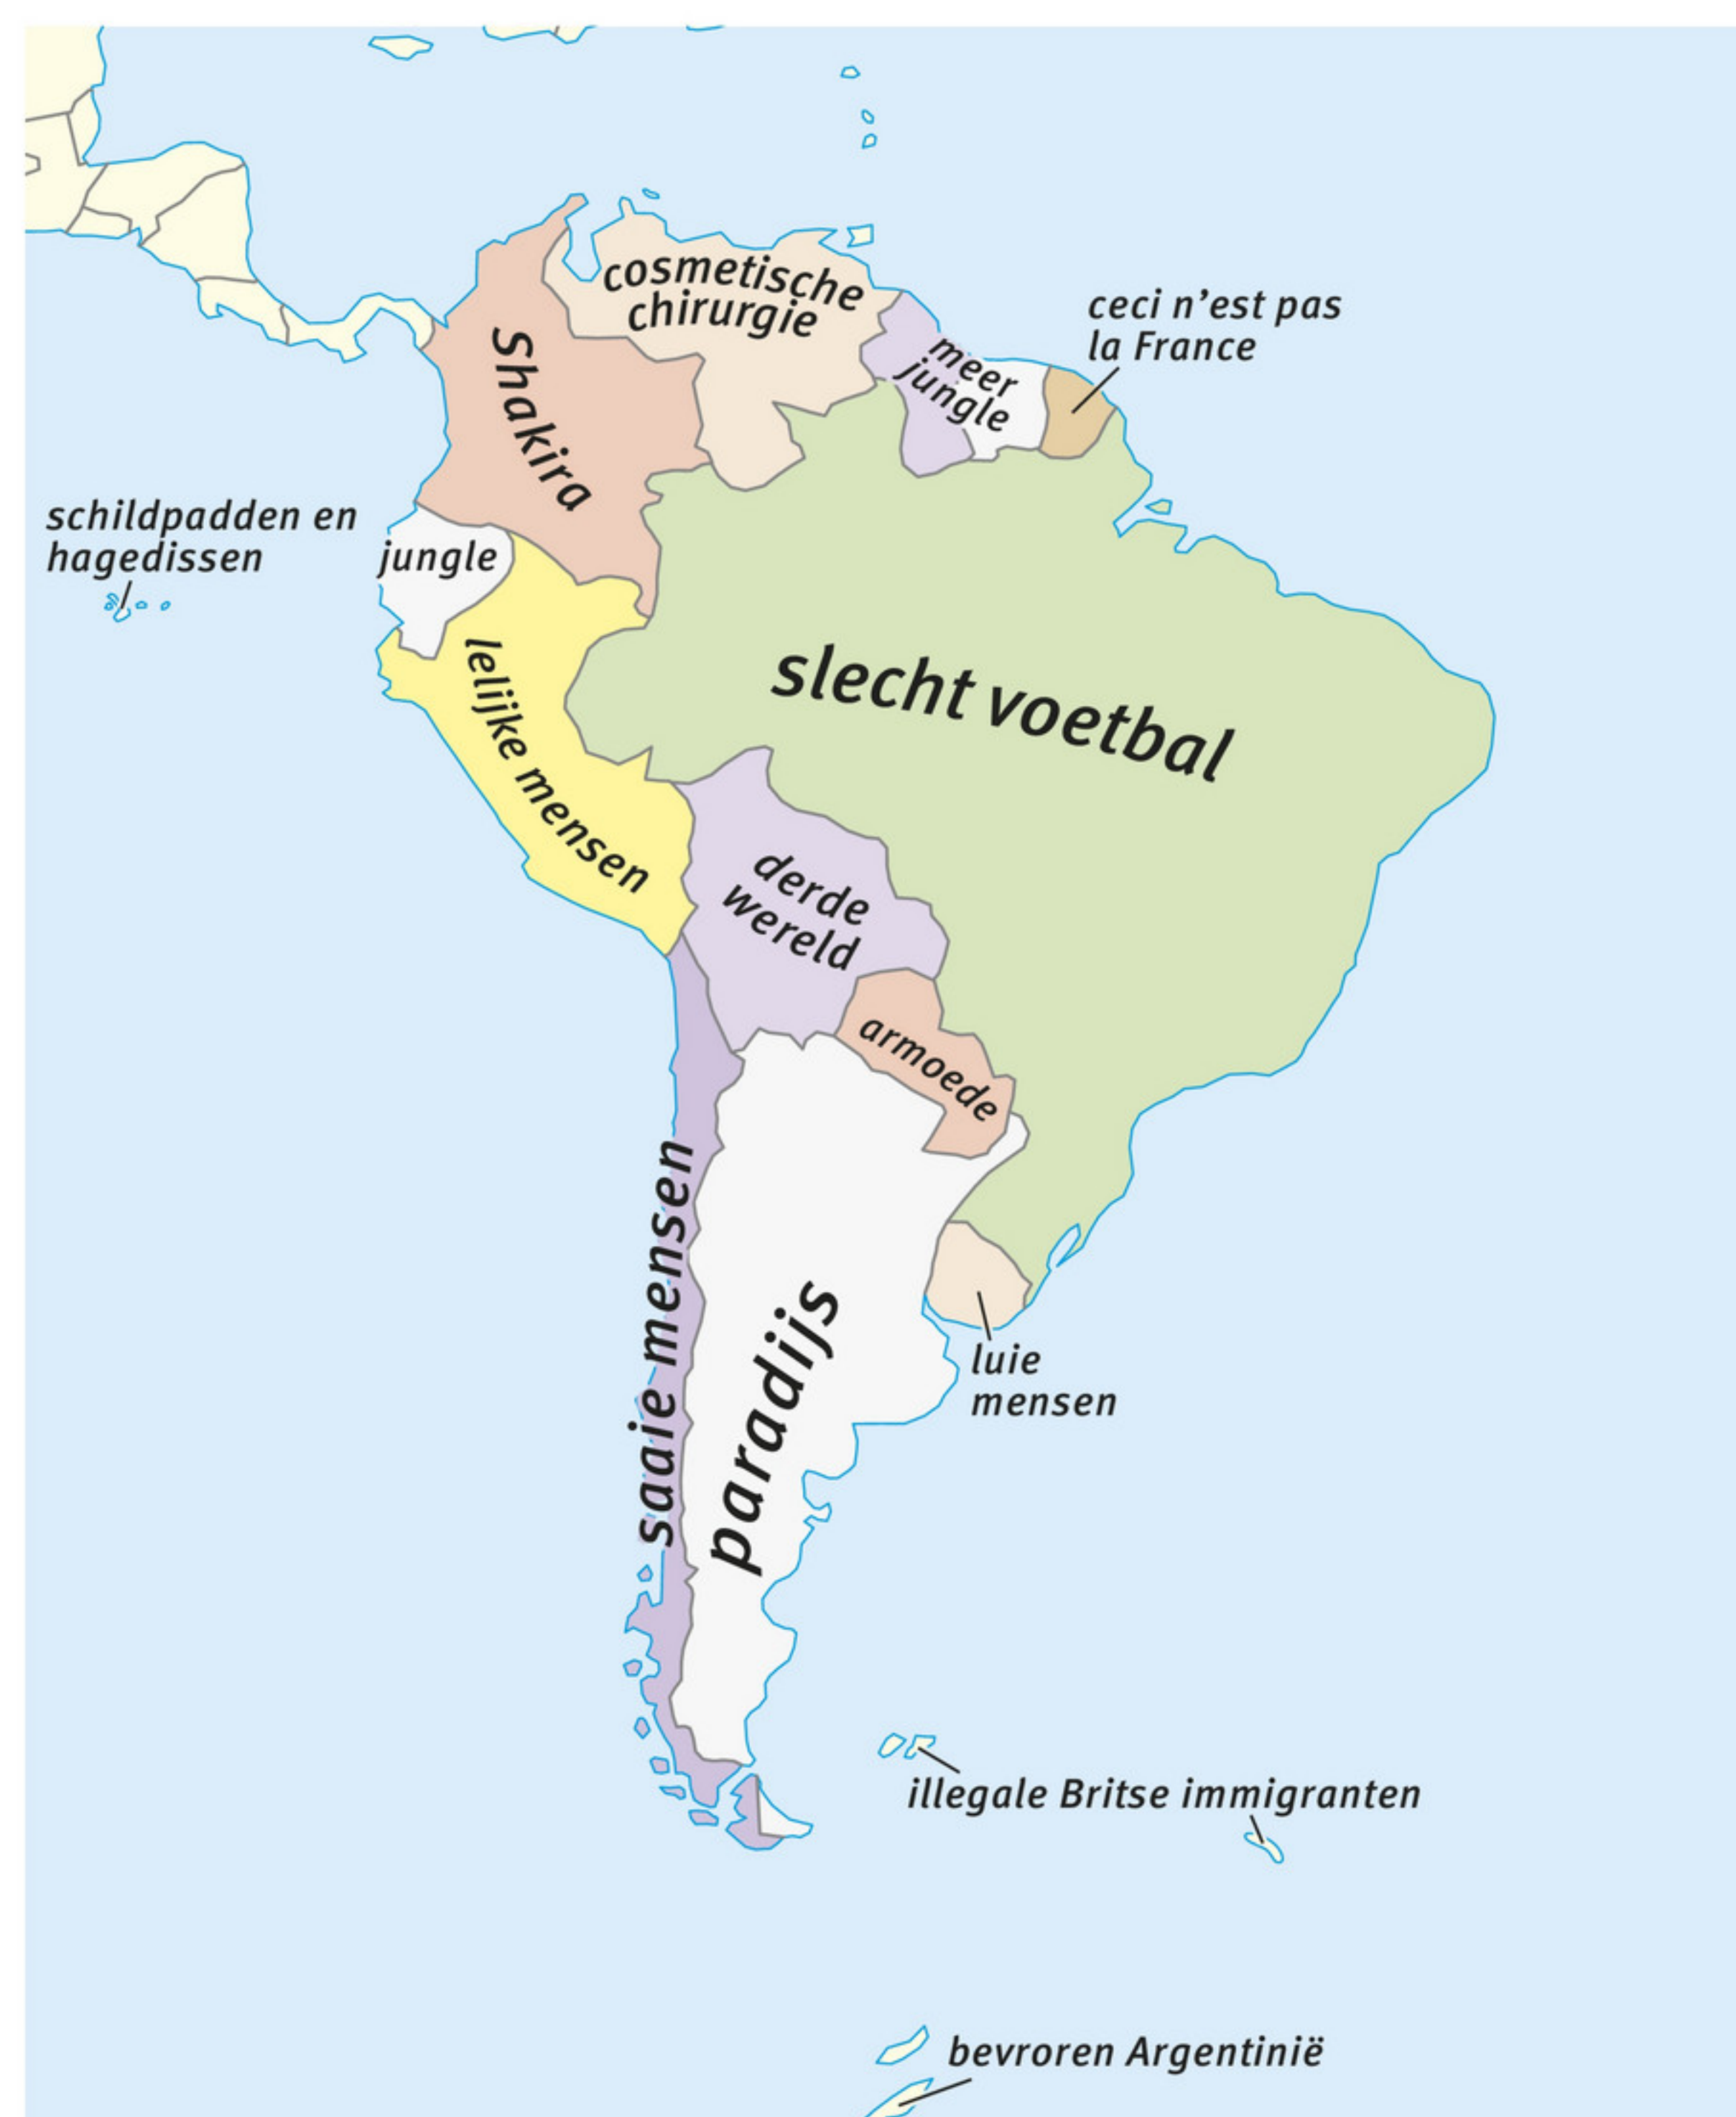 cosmetische
chirurgie
ceci n'est pas
la France
Shakira
meer
jungle
schildpadden en
hagedissen
jungle
slecht voetbal
lelijke mensen
derde
wereld
armoede
saaie mensen
paradijs
luie
mensen
illegale Britse immigranten
bevroren Argentinië